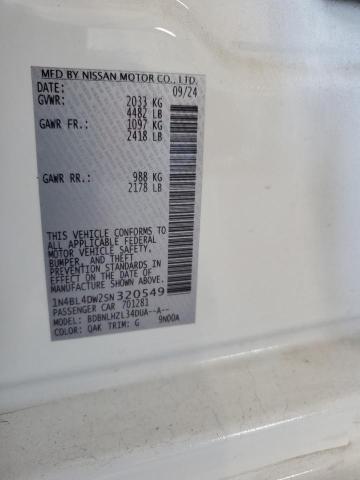 MFD BY NISSAN MOTOR CO., LTD.
DATE: 09/24
GVWR: 2033 KG
4482 LB
GAWR FR.: 1097 KG
2418 LB
GAWR RR.: 988 KG
2178 LB
THIS VEHICLE CONFORMS TO
ALL APPLICABLE FEDERAL
MOTOR VEHICLE SAFETY,
BUMPER, AND THEFT
PREVENTION STANDARDS IN
EFFECT ON THE DATE OF
MANUFACTURE SHOWN ABOVE.
1N4BL4DW2SN320549
PASSENGER CAR 701281
MODEL: BDBNLHZL34DUA--A--
COLOR: QAK TRIM: G 9N00A